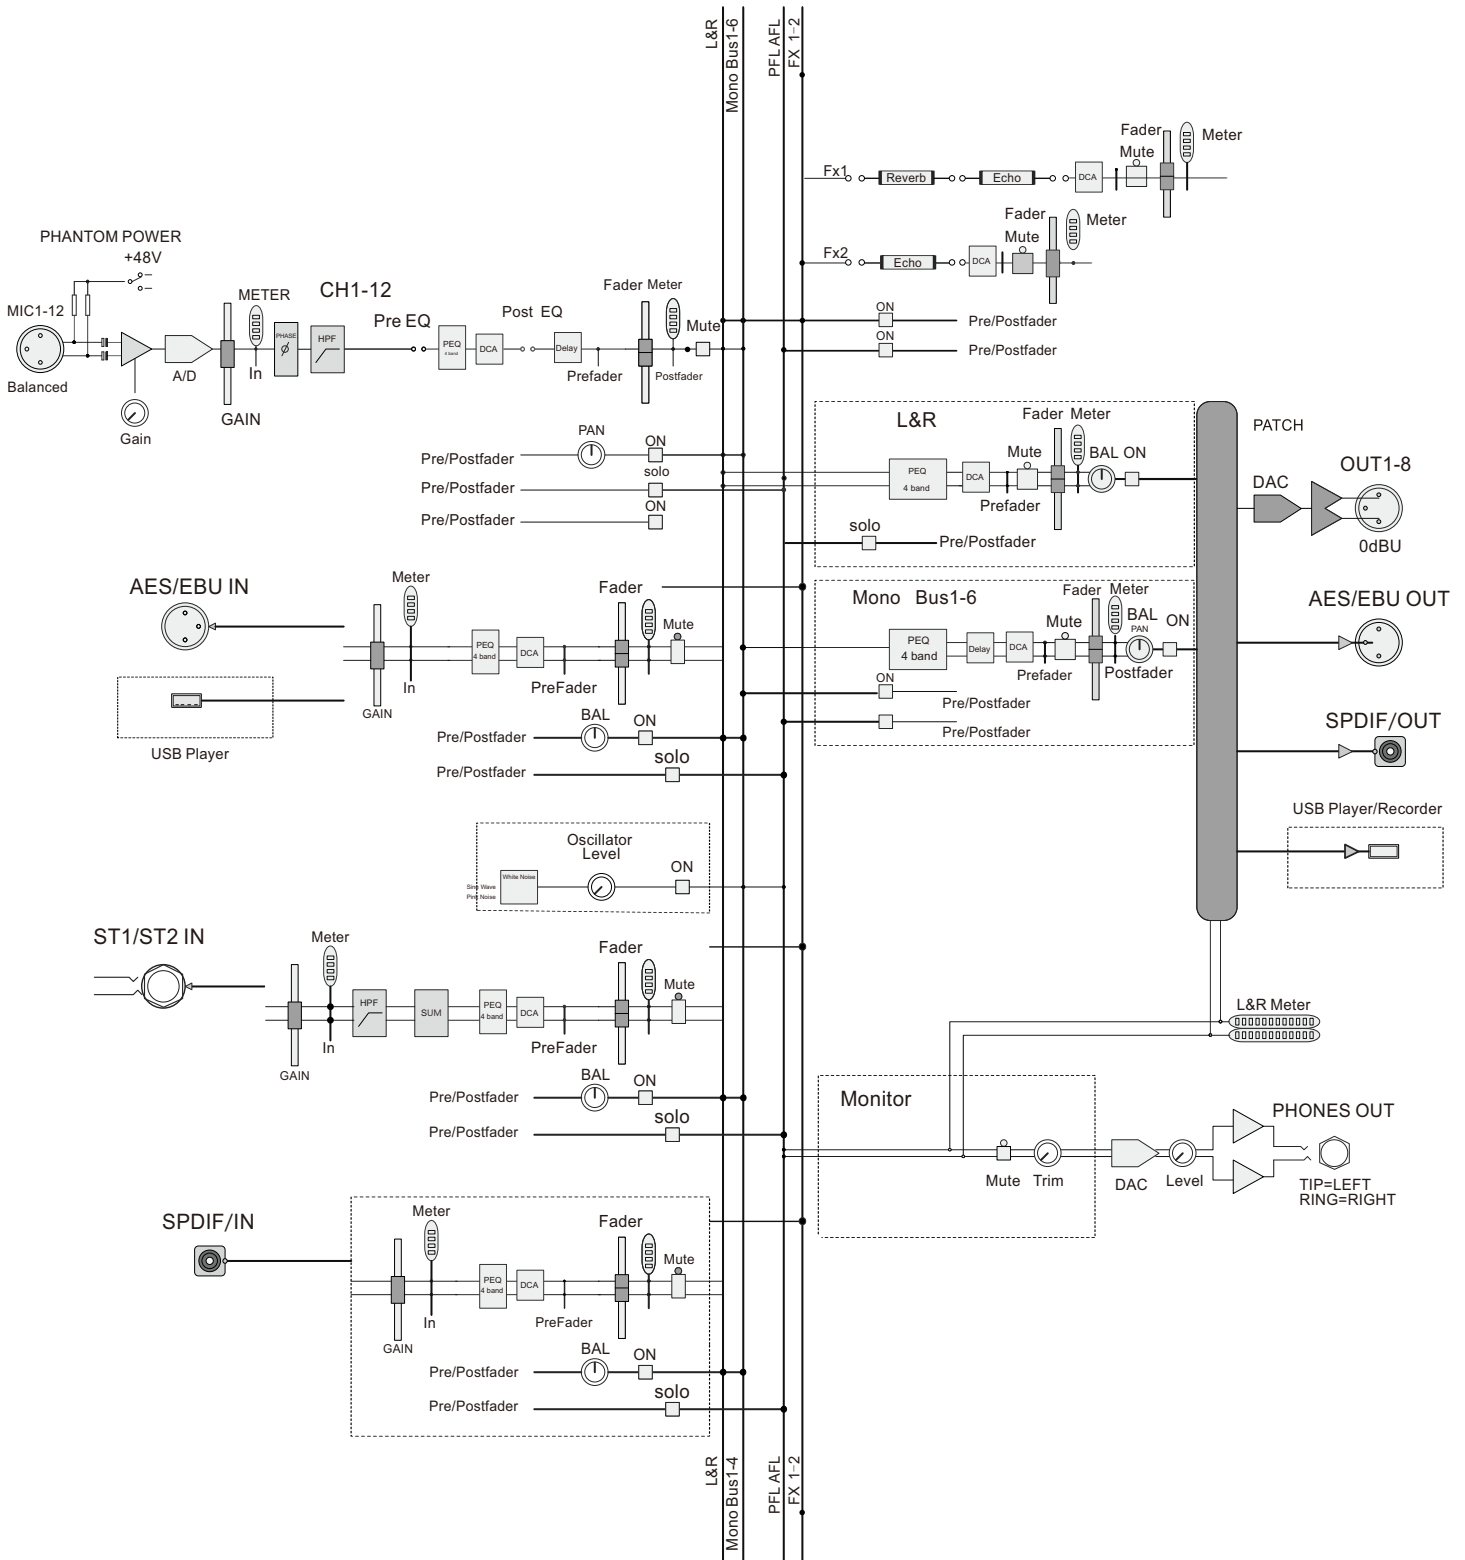 L&R
Mono Bus1-6
PFL AFL
FX 1-2
Fader
Mute
Meter
Fx1
Reverb
Echo
DCA
Fader
Mute
Meter
Fx2
Echo
DCA
PHANTOM POWER
+48V
MIC1-12
Balanced
Gain
A/D
METER
In
GAIN
CH1-12
PHASE
Ø
HPF
Pre EQ
PEQ
4 band
DCA
Post EQ
Delay
Prefader
Fader Meter
Postfader
Mute
ON
Pre/Postfader
ON
Pre/Postfader
PAN
ON
Pre/Postfader
solo
Pre/Postfader
ON
Pre/Postfader
L&R
PEQ
4 band
DCA
Prefader
Mute
Fader Meter
BAL ON
solo
Pre/Postfader
PATCH
DAC
OUT1-8
0dBU
AES/EBU IN
USB Player
Meter
In
GAIN
PEQ
4 band
DCA
PreFader
Fader
Mute
BAL
ON
Pre/Postfader
solo
Pre/Postfader
Mono Bus1-6
PEQ
4 band
Delay
DCA
Prefader
Mute
Fader Meter
BAL
PAN
ON
Postfader
ON
Pre/Postfader
Pre/Postfader
AES/EBU OUT
SPDIF/OUT
USB Player/Recorder
Oscillator
Level
White Noise
Sine Wave
Pink Noise
ON
ST1/ST2 IN
Meter
In
GAIN
HPF
SUM
PEQ
4 band
DCA
PreFader
Fader
Mute
BAL
ON
Pre/Postfader
solo
Pre/Postfader
L&R Meter
Monitor
Mute
Trim
DAC
Level
PHONES OUT
TIP=LEFT
RING=RIGHT
SPDIF/IN
Meter
In
GAIN
PEQ
4 band
DCA
PreFader
Fader
Mute
BAL
ON
Pre/Postfader
solo
Pre/Postfader
L&R
Mono Bus1-4
PFL AFL
FX 1-2